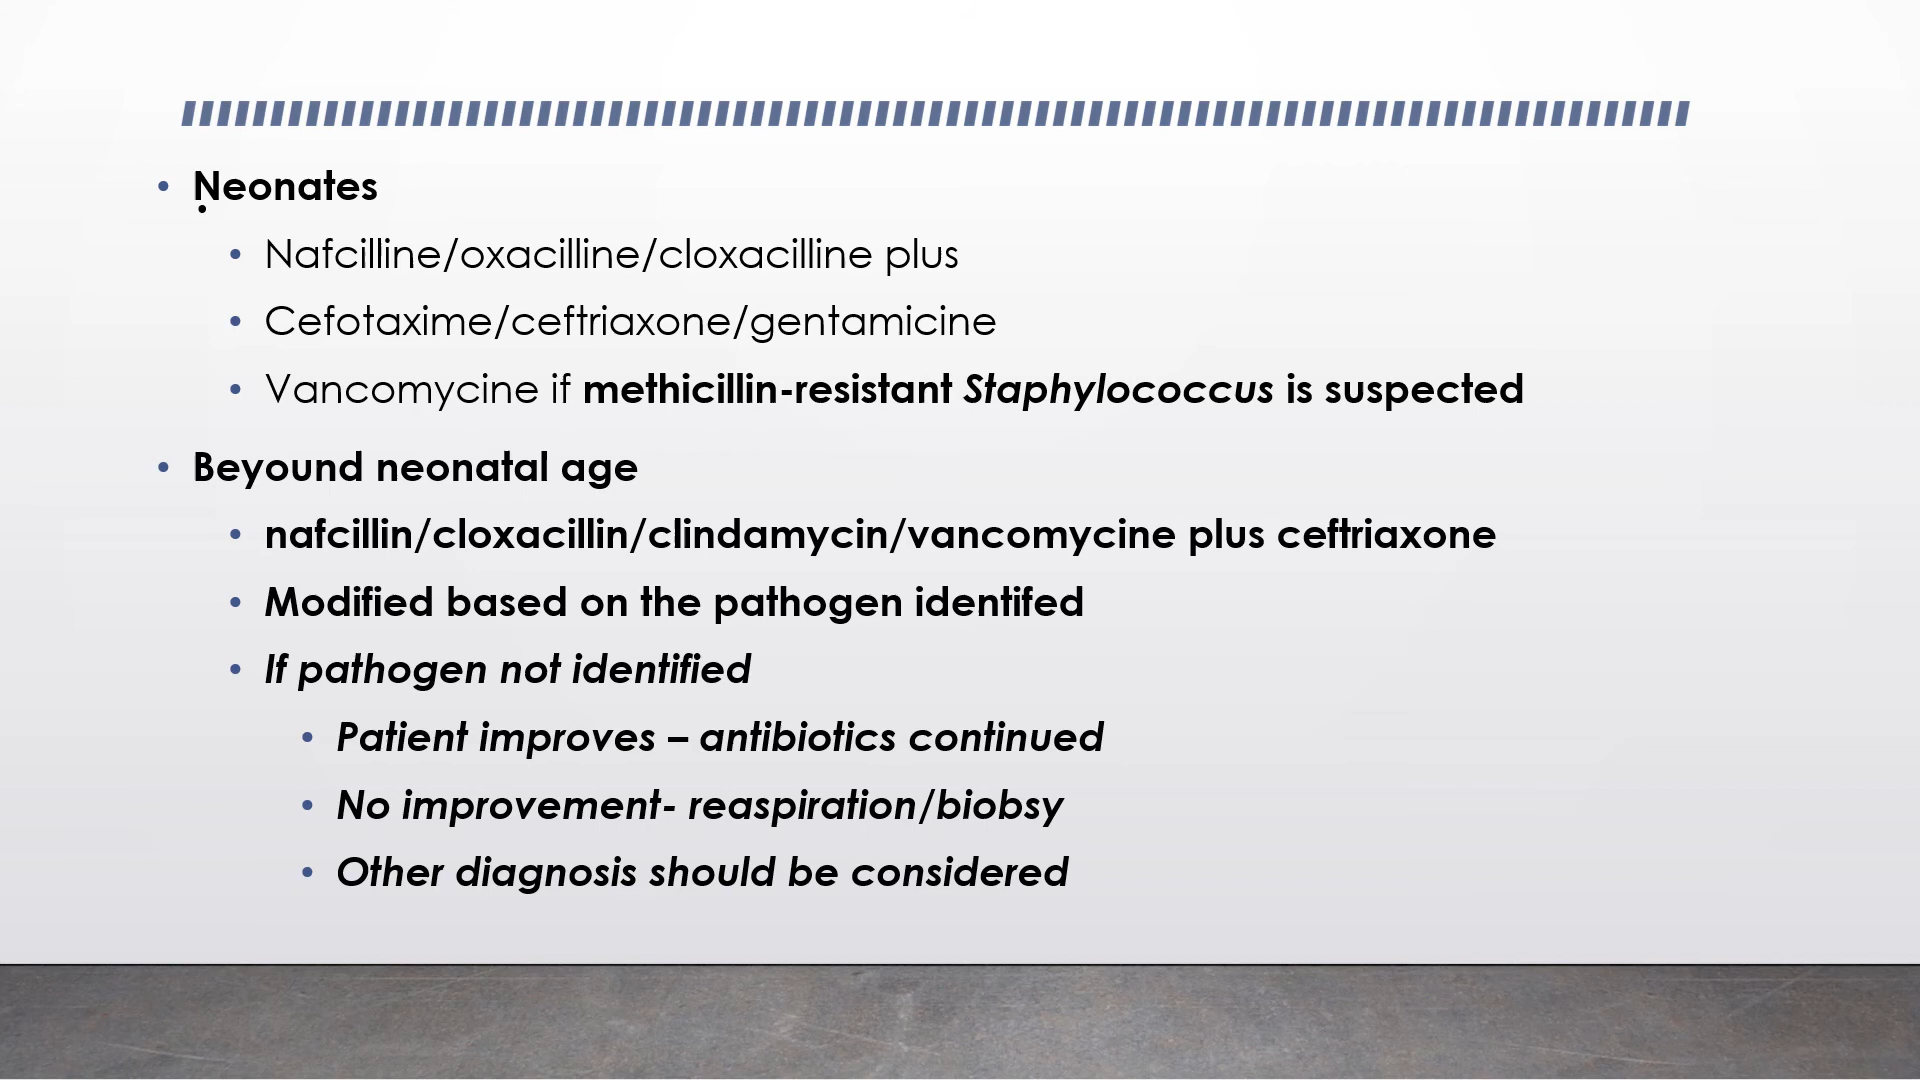 • Neonates
• Nafcilline/oxacilline/cloxacilline plus
• Cefotaxime/ceftriaxone/gentamicine
• Vancomycine if methicillin-resistant Staphylococcus is suspected
• Beyound neonatal age
• nafcillin/cloxacillin/clindamycin/vancomycine plus ceftriaxone
• Modified based on the pathogen identifed
• If pathogen not identified
• Patient improves – antibiotics continued
• No improvement- reaspiration/biobsy
• Other diagnosis should be considered